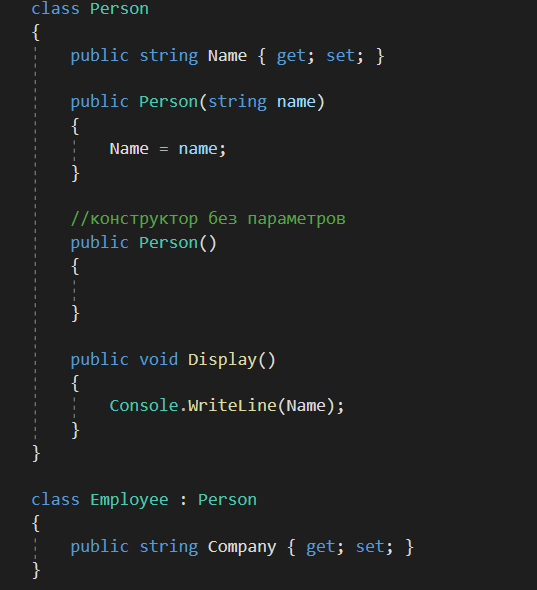 class Person
{
public string Name { get; set; }
public Person(string name)
{
Name = name;
}
//конструктор без параметров
public Person()
{
}
public void Display()
{
Console.WriteLine(Name);
}
}
class Employee : Person
{
public string Company { get; set; }
}